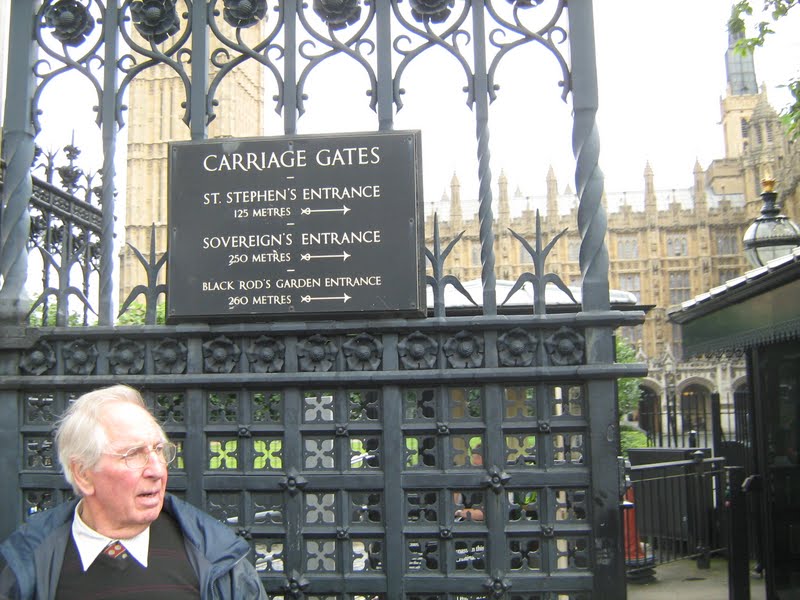 CARRIAGE GATES
ST. STEPHEN'S ENTRANCE
125 METRES
SOVEREIGN'S ENTRANCE
250 METRES
BLACK ROD'S GARDEN ENTRANCE
260 METRES